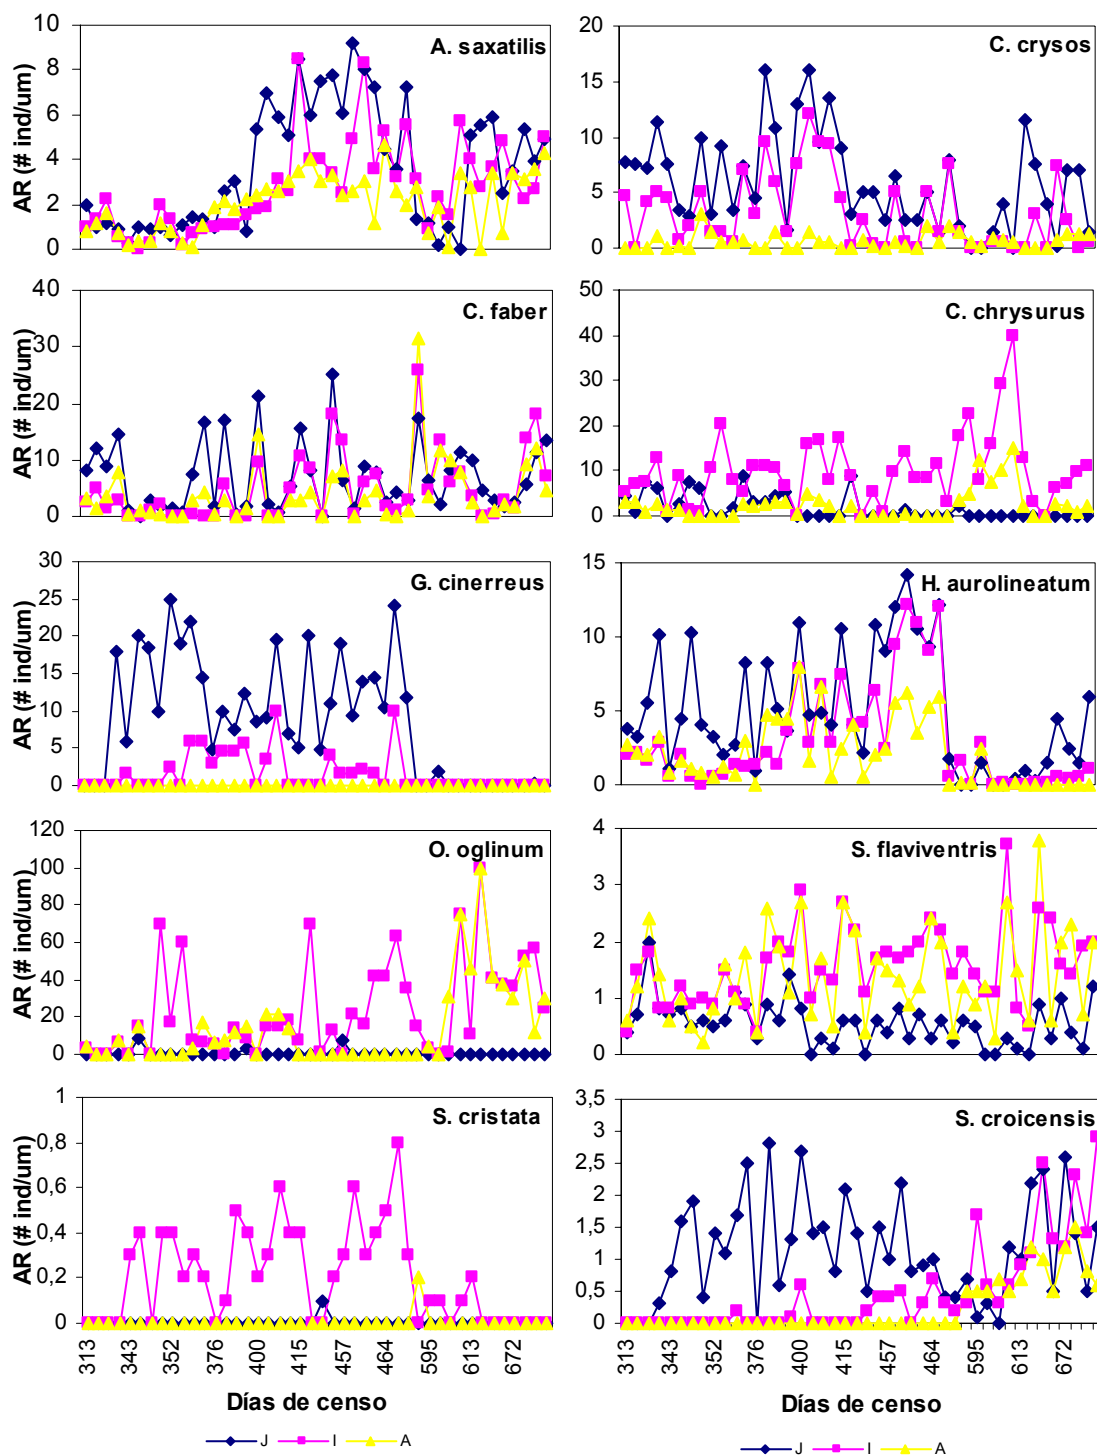 A. saxatilis
AR (# ind/um)
10
8
6
4
2
0
C. crysos
20
15
10
5
0
C. faber
AR (# ind/um)
40
30
20
10
0
C. chrysurus
50
40
30
20
10
0
G. cinerreus
AR (# ind/um)
30
25
20
15
10
5
0
H. aurolineatum
15
10
5
0
O. oglinum
AR (# ind/um)
120
100
80
60
40
20
0
S. flaviventris
4
3
2
1
0
S. cristata
AR (# ind/um)
1
0,8
0,6
0,4
0,2
0
313 343 352 376 400 415 457 464 595 672
Días de censo
J I A
S. croicensis
3,5
3
2,5
2
1,5
1
0,5
0
313 343 352 376 400 415 457 464 595 613 672
Días de censo
J I A